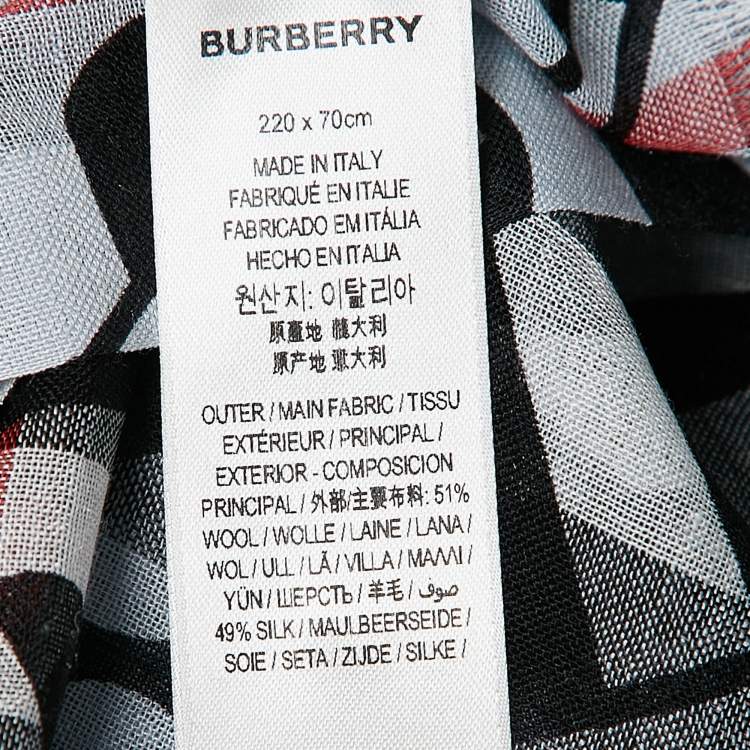 BURBERRY
220 x 70cm
MADE IN ITALY
FABRIQUÉ EN ITALIE
FABRICADO EM ITÁLIA
HECHO EN ITALIA
원산지: 이탈리아
原產地 義大利
原产地 意大利
OUTER / MAIN FABRIC / TISSU
EXTÉRIEUR / PRINCIPAL /
EXTERIOR - COMPOSICION
PRINCIPAL / 外部/主要布料: 51%
WOOL / WOLLE / LAINE / LANA /
WOL / ULL / LÃ / VILLA / ΜΑΛΛΙ /
YÜN / ШЕРСТЬ / 羊毛 / صوف /
49% SILK / MAULBEERSEIDE /
SOIE / SETA / ZIJDE / SILKE /